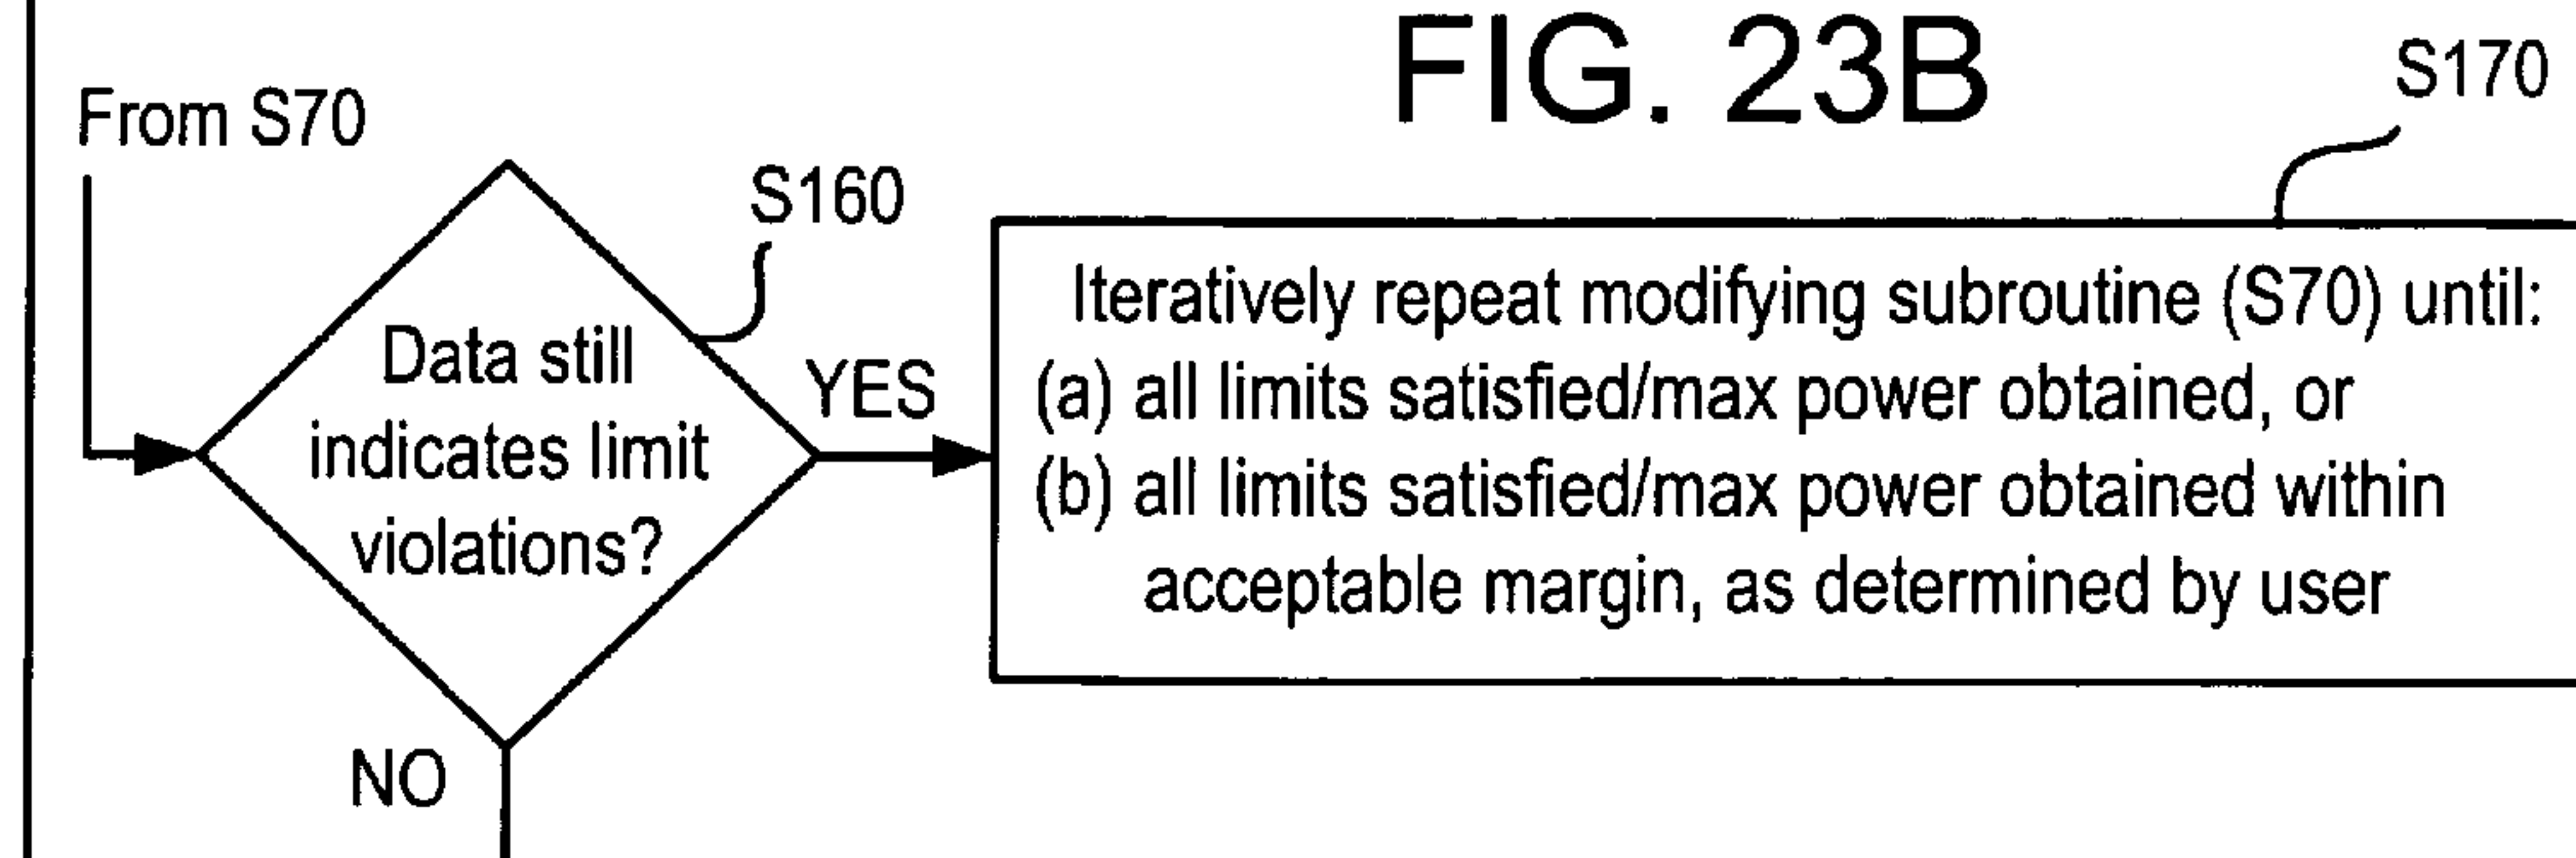 FIG. 23B
From S70
S160
S170
Data still
indicates limit
violations?
YES
NO
Iteratively repeat modifying subroutine (S70) until:
(a) all limits satisfied/max power obtained, or
(b) all limits satisfied/max power obtained within
acceptable margin, as determined by user